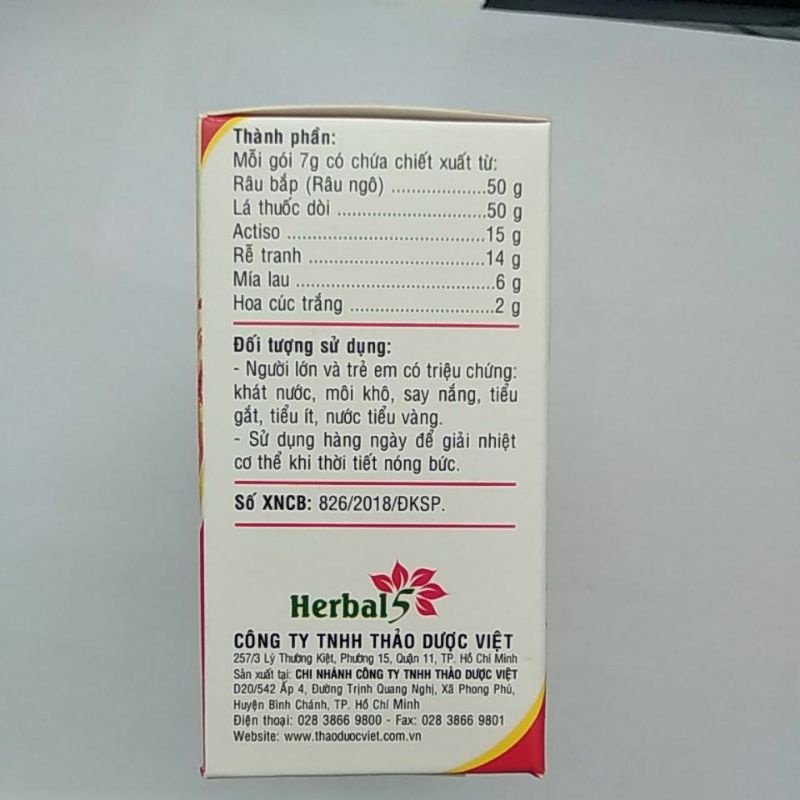 Thành phần:
Mỗi gói 7g có chứa chiết xuất từ:
Râu bắp (Râu ngô) ....................50 g
Lá thuốc dòi ..............................50 g
Actiso ........................................15 g
Rễ tranh ....................................14 g
Mía lau ........................................6 g
Hoa cúc trắng .............................2 g
Đối tượng sử dụng:
- Người lớn và trẻ em có triệu chứng:
khát nước, môi khô, say nắng, tiểu
gắt, tiểu ít, nước tiểu vàng.
- Sử dụng hàng ngày để giải nhiệt
cơ thể khi thời tiết nóng bức.
Số XNCB: 826/2018/ĐKSP.
Herbal5
CÔNG TY TNHH THẢO DƯỢC VIỆT
257/3 Lý Thường Kiệt, Phường 15, Quận 11, TP. Hồ Chí Minh
Sản xuất tại: CHI NHÁNH CÔNG TY TNHH THẢO DƯỢC VIỆT
D20/542 Ấp 4, Đường Trịnh Quang Nghị, Xã Phong Phú,
Huyện Bình Chánh, TP. Hồ Chí Minh
Điện thoại: 028 3866 9800 - Fax: 028 3866 9801
Website: www.thaoduocviet.com.vn